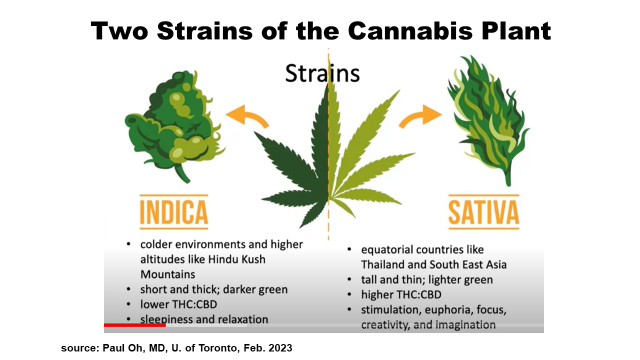 Two Strains of the Cannabis Plant
Strains
INDICA
• colder environments and higher
altitudes like Hindu Kush
Mountains
• short and thick; darker green
• lower THC:CBD
• sleepiness and relaxation
SATIVA
• equatorial countries like
Thailand and South East Asia
• tall and thin; lighter green
• higher THC:CBD
• stimulation, euphoria, focus,
creativity, and imagination
source: Paul Oh, MD, U. of Toronto, Feb. 2023